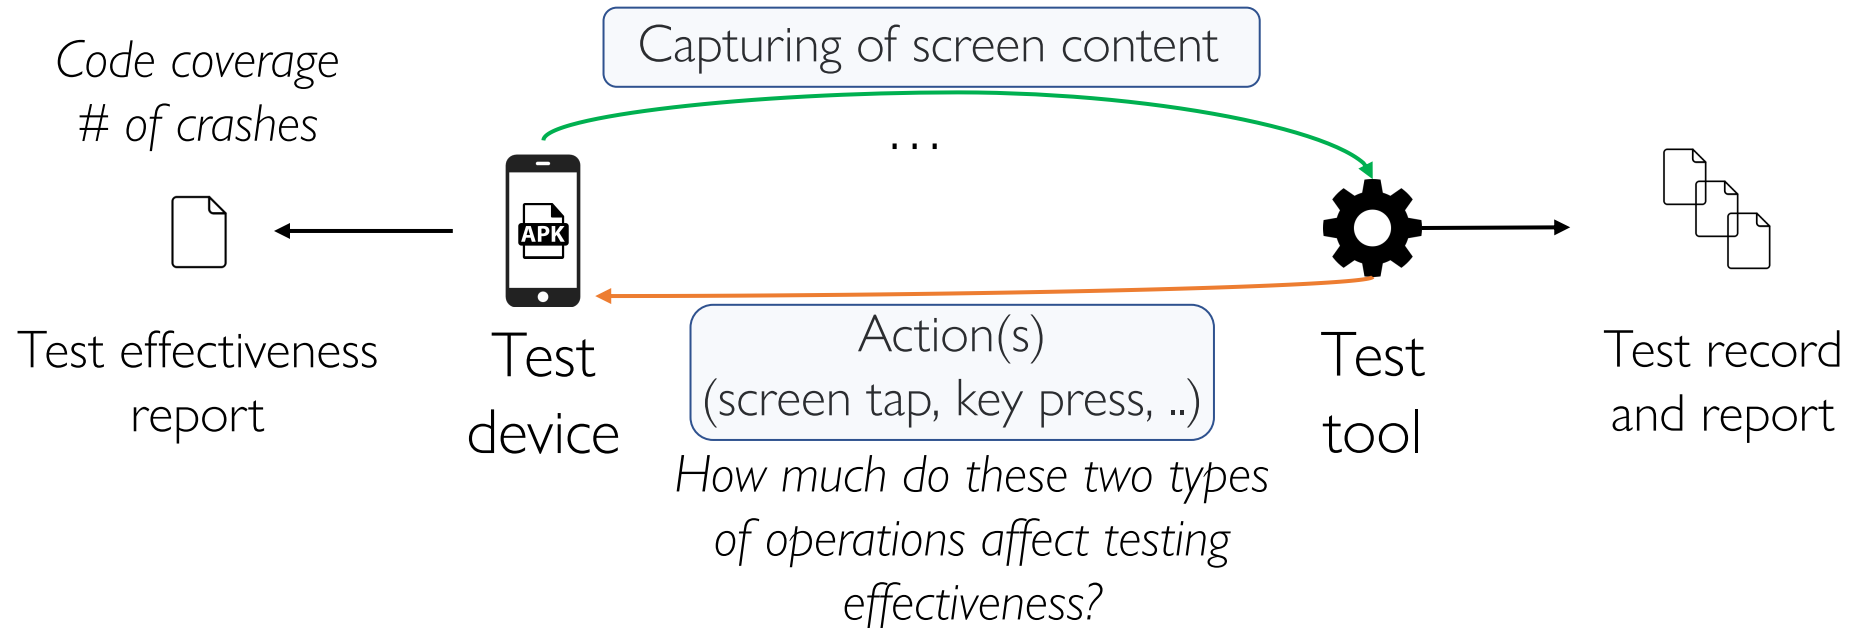 Capturing of screen content
Code coverage
# of crashes
...
APK
Test effectiveness
report
Test
device
Action(s)
(screen tap, key press, ..)
How much do these two types
of operations affect testing
effectiveness?
Test
tool
Test record
and report